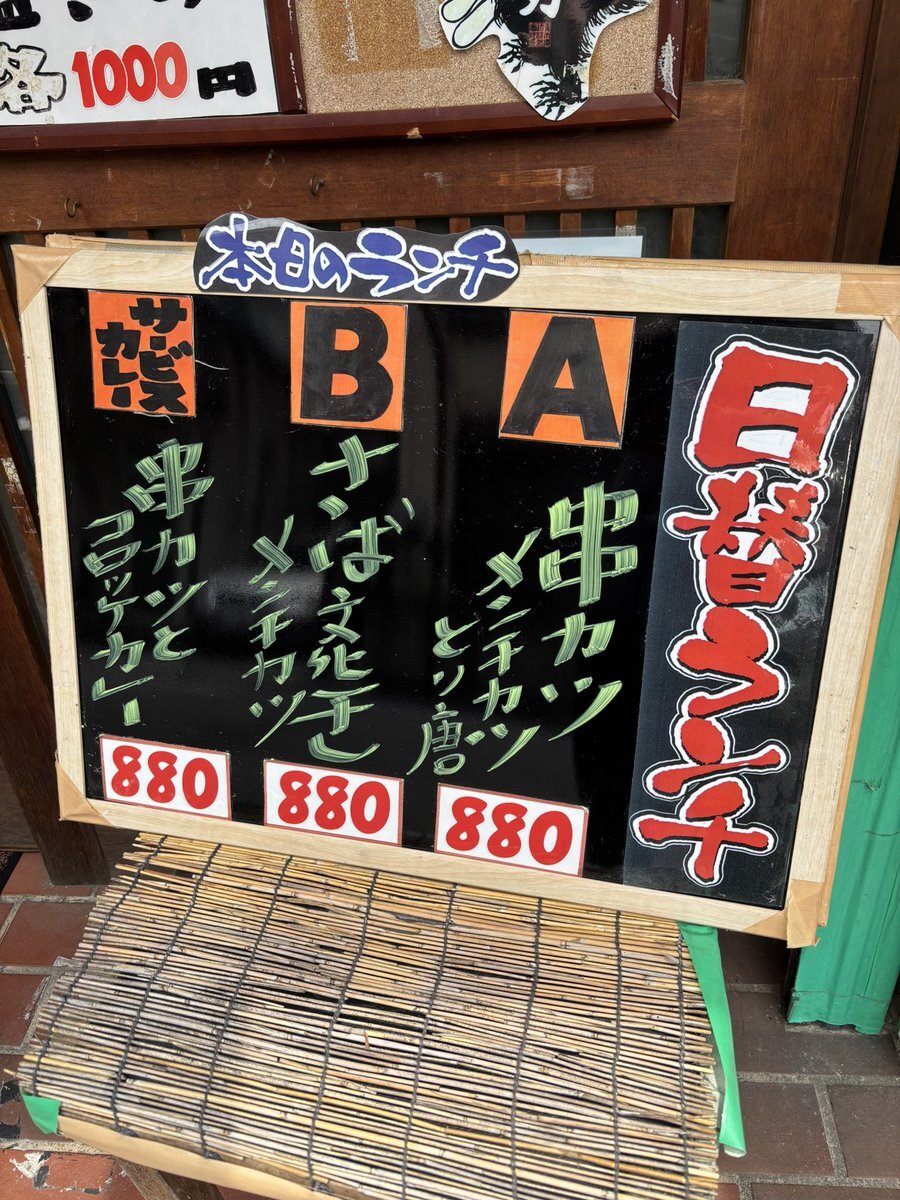 各1000円
本日のランチ
日替ランチ
A
串カツ
メンチカツ
とり唐
880
B
さば文化干し
メンチカツ
880
サービス
カレー
串カツと
コロッケカレー
880